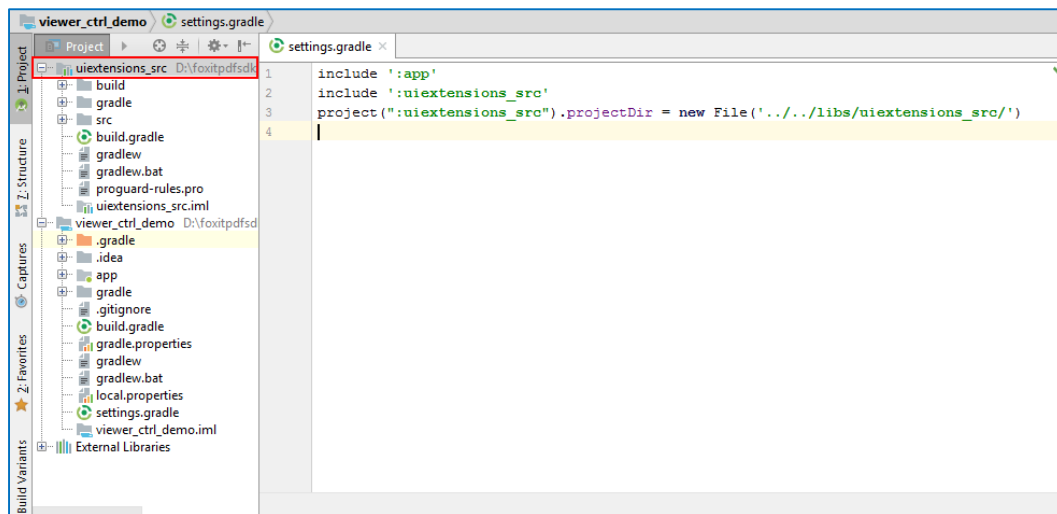 viewer_ctrl_demo settings.gradle
Project
settings.gradle
1: Project
7: Structure
Captures
2: Favorites
Build Variants
uiextensions_src D:\foxitpdfsdk
build
gradle
src
build.gradle
gradlew
gradlew.bat
proguard-rules.pro
uiextensions_src.iml
viewer_ctrl_demo D:\foxitpdfsd
.gradle
.idea
app
gradle
.gitignore
build.gradle
gradle.properties
gradlew
gradlew.bat
local.properties
settings.gradle
viewer_ctrl_demo.iml
External Libraries
1 include ':app'
2 include ':uiextensions_src'
3 project(":uiextensions_src").projectDir = new File('../../libs/uiextensions_src/')
4